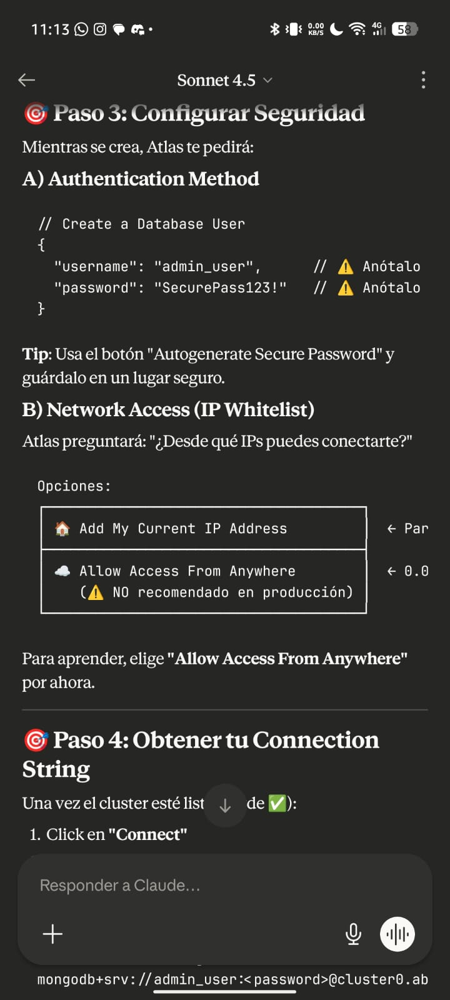 11:13
0.00
KB/S
4G
58
Sonnet 4.5
🎯 Paso 3: Configurar Seguridad
Mientras se crea, Atlas te pedirá:
A) Authentication Method
// Create a Database User
{
"username": "admin_user", // ⚠️ Anótalo
"password": "SecurePass123!" // ⚠️ Anótalo
}
Tip: Usa el botón "Autogenerate Secure Password" y
guárdalo en un lugar seguro.
B) Network Access (IP Whitelist)
Atlas preguntará: "¿Desde qué IPs puedes conectarte?"
Opciones:
🏠 Add My Current IP Address ← Par
☁️ Allow Access From Anywhere ← 0.0
(⚠️ NO recomendado en producción)
Para aprender, elige "Allow Access From Anywhere"
por ahora.
🎯 Paso 4: Obtener tu Connection
String
Una vez el cluster esté list de ✅):
1. Click en "Connect"
Responder a Claude...
mongodb+srv://admin_user:<password>@cluster0.ab